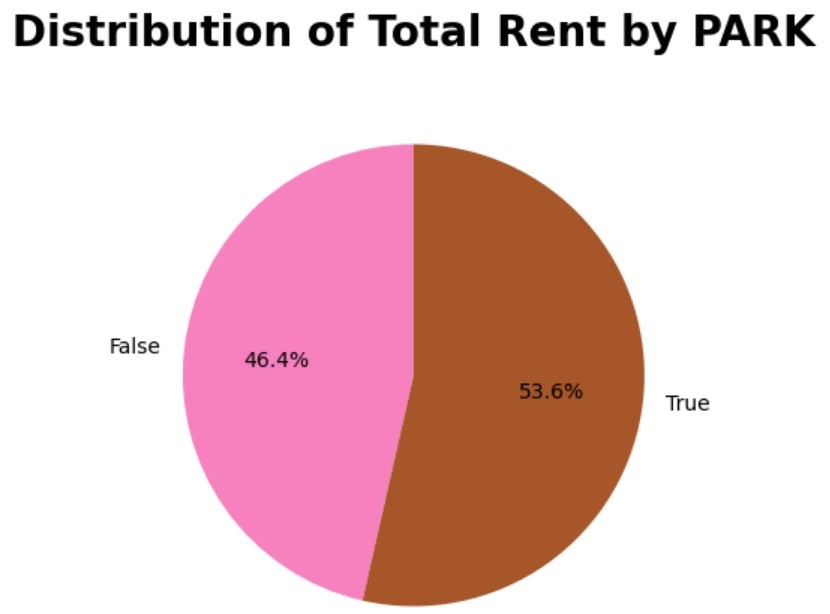 Distribution of Total Rent by PARK
False
46.4%
53.6%
True